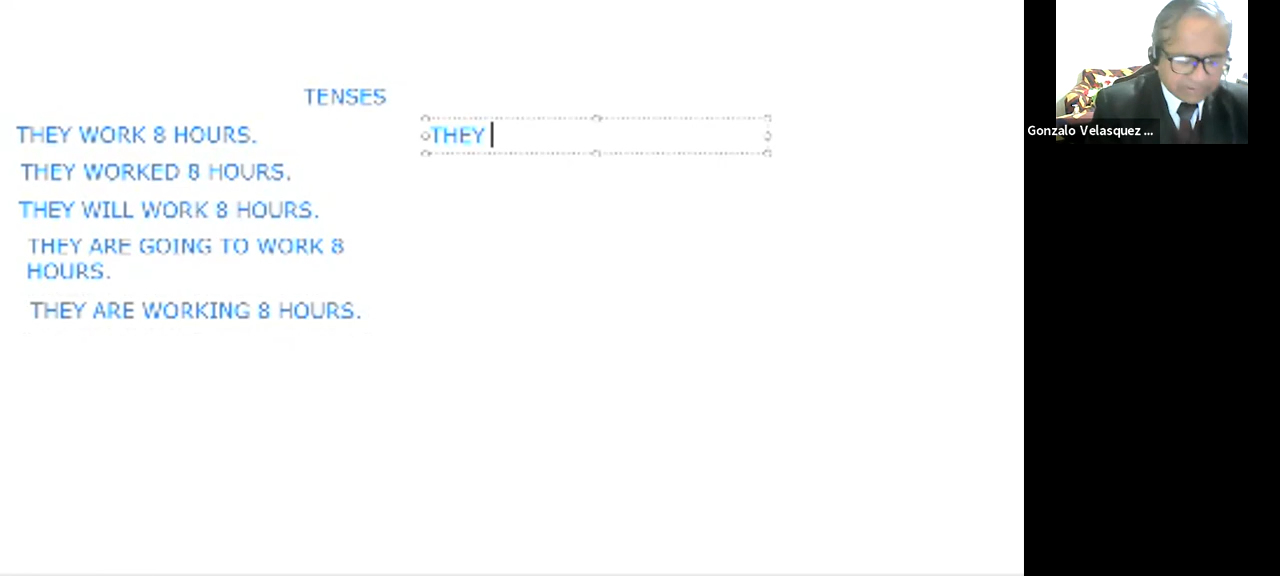 TENSES
THEY WORK 8 HOURS.
THEY
THEY WORKED 8 HOURS.
THEY WILL WORK 8 HOURS.
THEY ARE GOING TO WORK 8
HOURS.
THEY ARE WORKING 8 HOURS.
Gonzalo Velasquez ...